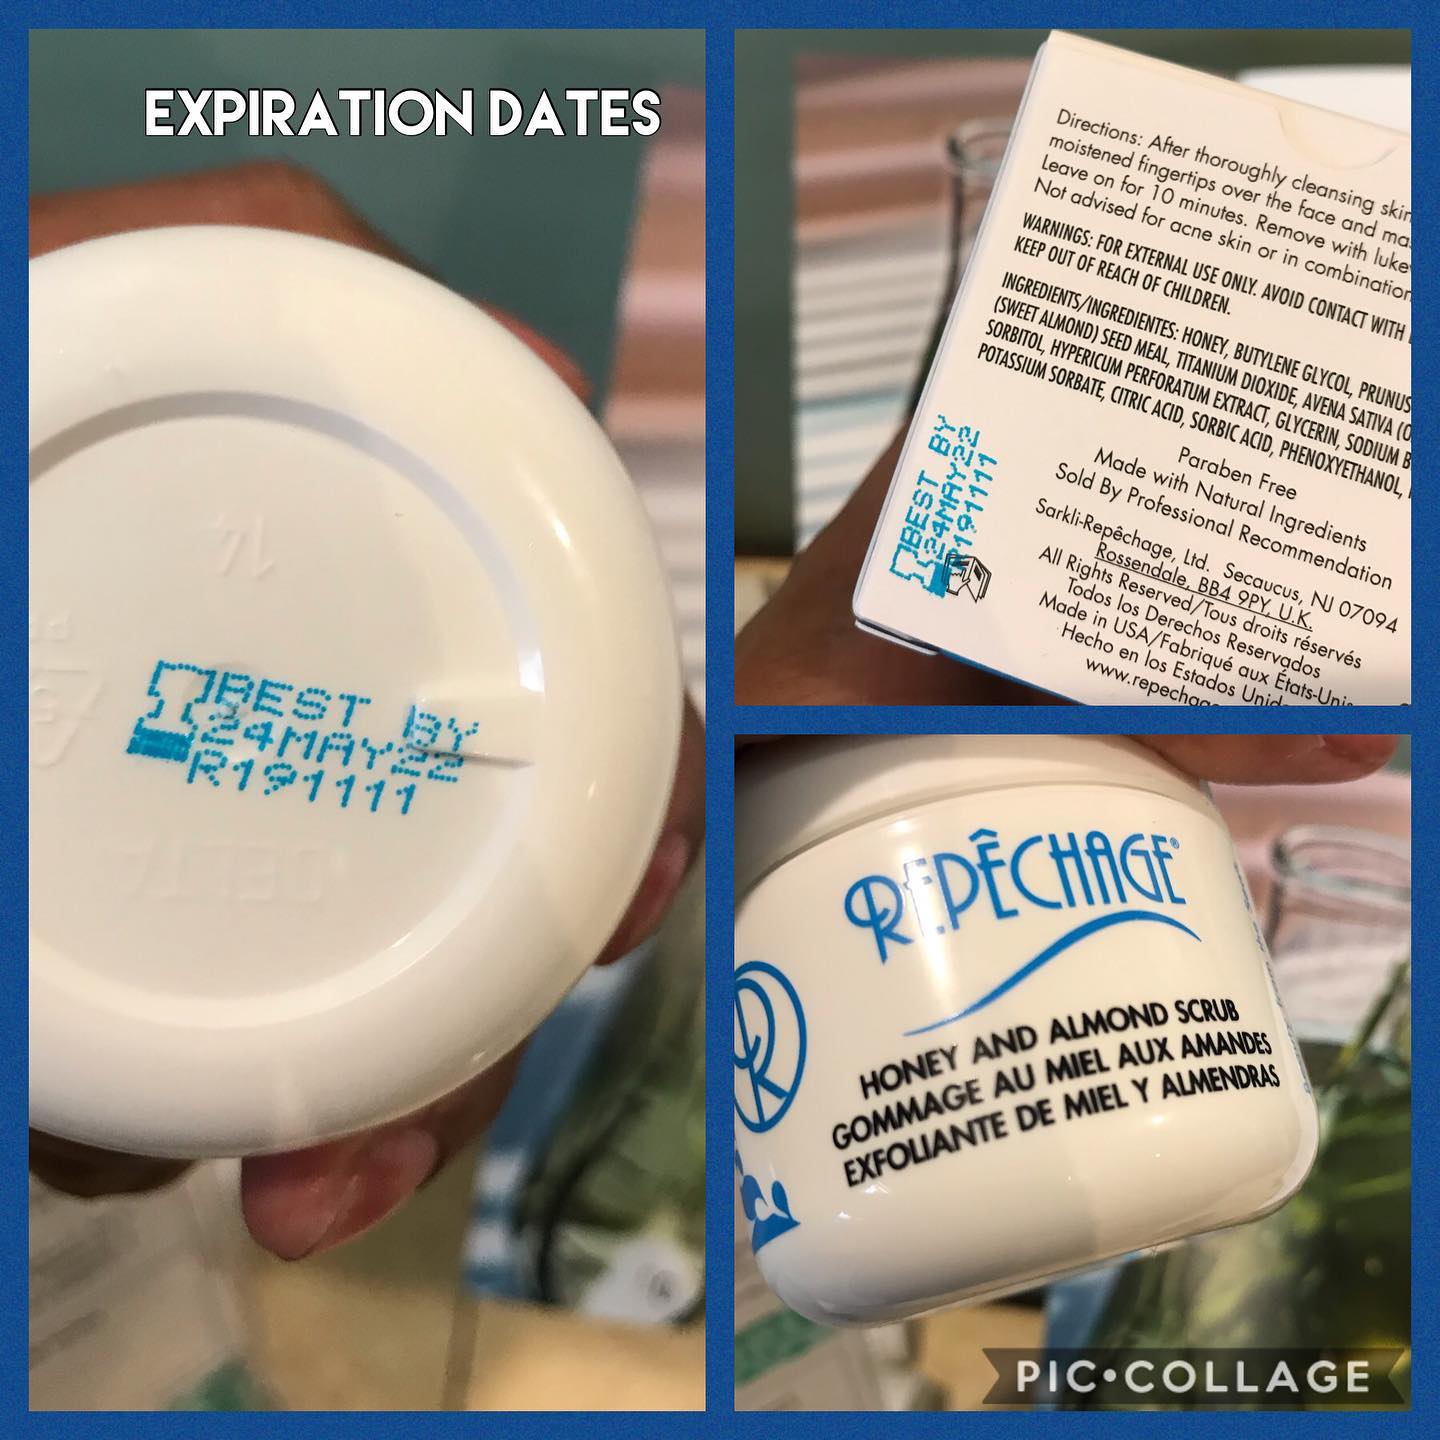 EXPIRATION DATES
14
BEST BY
24MAY22
R191111
DELTA
Directions: After thoroughly cleansing skin
moistened fingertips over the face and
Leave on for 10 minutes. Remove with
Not advised for acne skin or in combination
WARNINGS: FOR EXTERNAL USE ONLY. AVOID CONTACT WITH
KEEP OUT OF REACH OF CHILDREN.
INGREDIENTS/INGREDIENTES: HONEY, BUTYLENE GLYCOL, PRUNUS
(SWEET ALMOND) SEED MEAL, TITANIUM DIOXIDE, AVENA SATIVA
SORBITOL, HYPERICUM PERFORATUM EXTRACT, GLYCERIN, SODIUM
POTASSIUM SORBATE, CITRIC ACID, SORBIC ACID, PHENOXYETHANOL,
Paraben Free
Made with Natural Ingredients
Sold By Professional Recommendation
Sarkli-Repêchage, Ltd. Secaucus, NJ 07094
Rossendale, BB4 9PY, U.K.
All Rights Reserved/Tous droits réservés
Todos los Derechos Reservados
Made in USA/Fabriqué aux États-Unis
Hecho en los Estados Unidos
www.repechage
BEST BY
24MAY22
R191111
REPÊCHAGE®
HONEY AND ALMOND SCRUB
GOMMAGE AU MIEL AUX AMANDES
EXFOLIANTE DE MIEL Y ALMENDRAS
PIC•COLLAGE